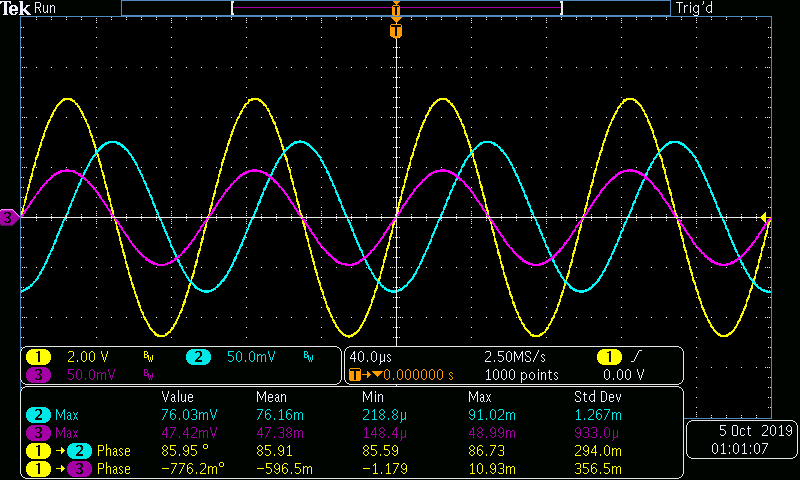 Tek Run Trig'd
T
T
3
1 2.00 V BW 2 50.0mV BW
3 50.0mV BW
40.0µs 2.50MS/s 1 0.00 V
T→▼0.000000 s 1000 points
Value Mean Min Max Std Dev
2 Max 76.03mV 76.16m 218.8µ 91.02m 1.267m
3 Max 47.42mV 47.38m 148.4µ 48.99m 933.0µ
1 → 2 Phase 85.95 ° 85.91 85.59 86.73 294.0m
1 → 3 Phase −776.2m° −596.5m −1.179 10.93m 356.5m
5 Oct 2019
01:01:07